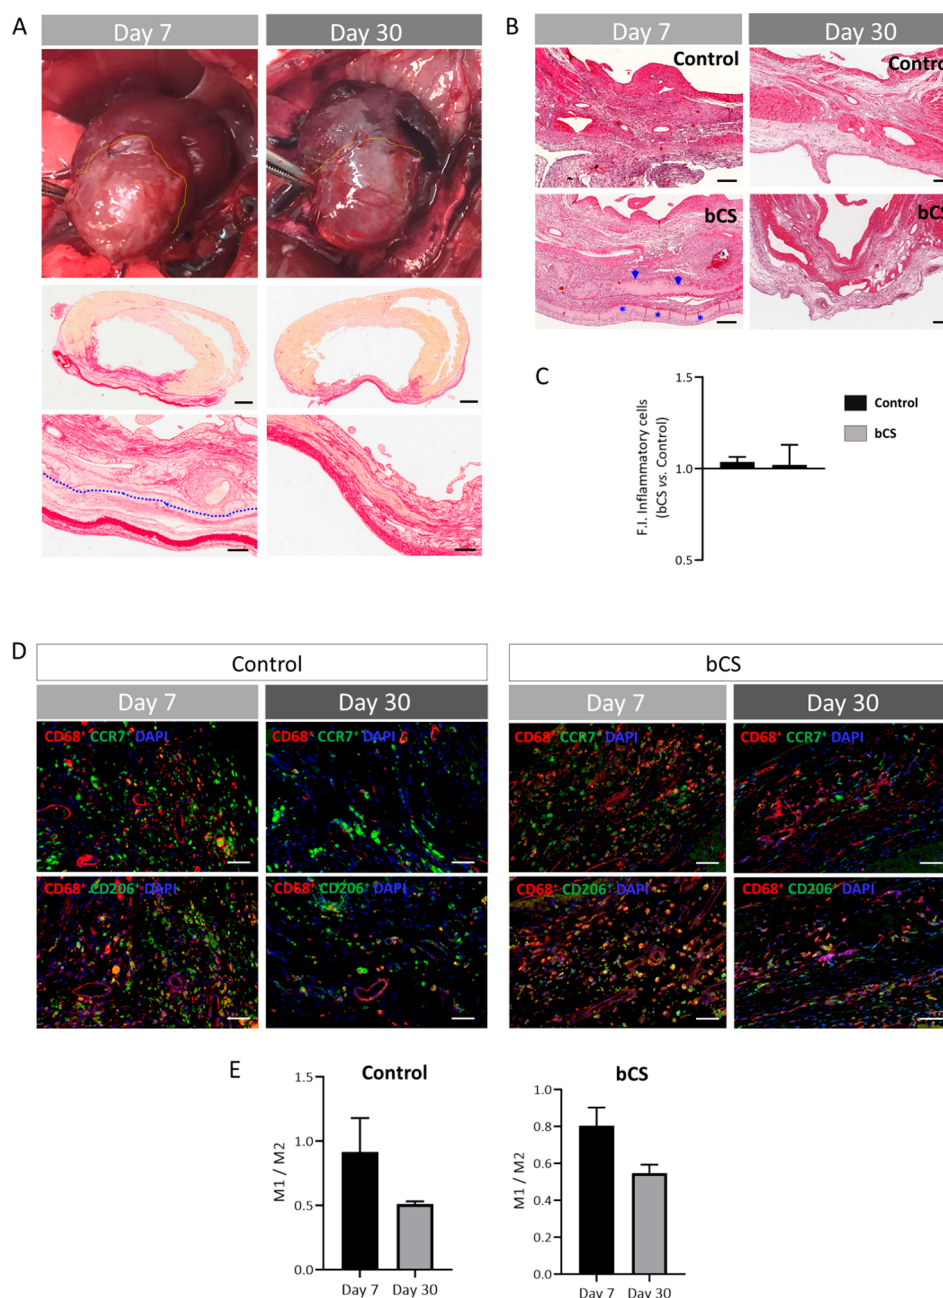 A
Day 7
Day 30
B
Day 7
Day 30
Control
Contro
bCS
bCS
C
1.5
1.0
0.5
F.I. Inflammatory cells
(bCS vs. Control)
Control
bCS
D
Control
bCS
Day 7
Day 30
Day 7
Day 30
CD68⁺ CCR7⁺ DAPI
CD68⁺ CCR7⁺ DAPI
CD68⁺ CCR7⁺ DAPI
CD68⁺ CCR7⁺ DAPI
CD68⁺ CD206⁺ DAPI
CD68⁺ CD206⁺ DAPI
CD68⁺ CD206⁺ DAPI
CD68⁺ CD206⁺ DAPI
E
Control
1.5
1.0
0.5
0.0
M1 / M2
Day 7
Day 30
bCS
1.0
0.8
0.6
0.4
0.2
0.0
M1 / M2
Day 7
Day 30